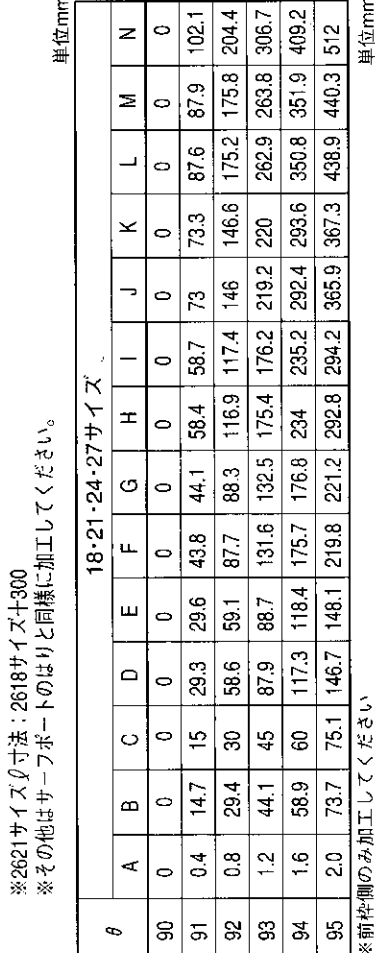 ※2621サイズℓ寸法：2618サイズ+300
※その他はサーフポートのはりと同様に加工してください。
単位mm
θ 18・21・24・27サイズ
A B C D E F G H I J K L M N
90 0 0 0 0 0 0 0 0 0 0 0 0 0 0
91 0.4 14.7 15 29.3 29.6 43.8 44.1 58.4 58.7 73 73.3 87.6 87.9 102.1
92 0.8 29.4 30 58.6 59.1 87.7 88.3 116.9 117.4 146 146.6 175.2 175.8 204.4
93 1.2 44.1 45 87.9 88.7 131.6 132.5 175.4 176.2 219.2 220 262.9 263.8 306.7
94 1.6 58.9 60 117.3 118.4 175.7 176.8 234 235.2 292.4 293.6 350.8 351.9 409.2
95 2.0 73.7 75.1 146.7 148.1 219.8 221.2 292.8 294.2 365.9 367.3 438.9 440.3 512
※前枠側のみ加工してください
単位mm